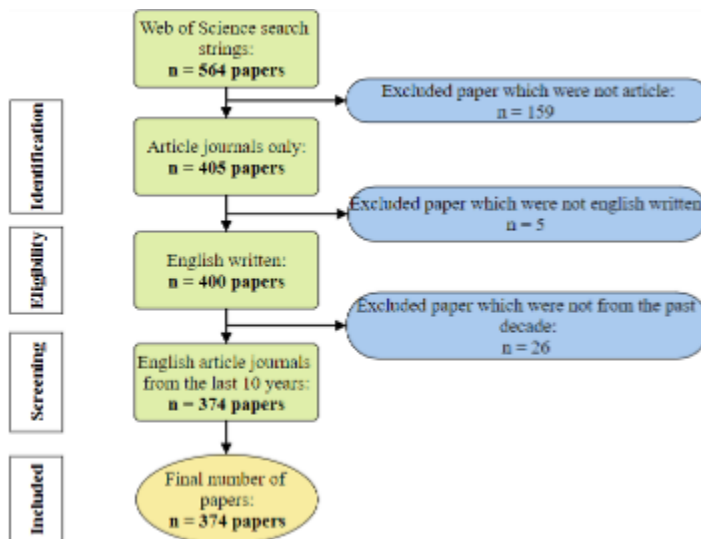 Web of Science search
strings:
n = 564 papers
Excluded paper which were not article:
n = 159
Identification
Article journals only:
n = 405 papers
Excluded paper which were not english written
n = 5
Eligibility
English written:
n = 400 papers
Excluded paper which were not from the past
decade:
n = 26
Screening
English article journals
from the last 10 years:
n = 374 papers
Included
Final number of
papers:
n = 374 papers